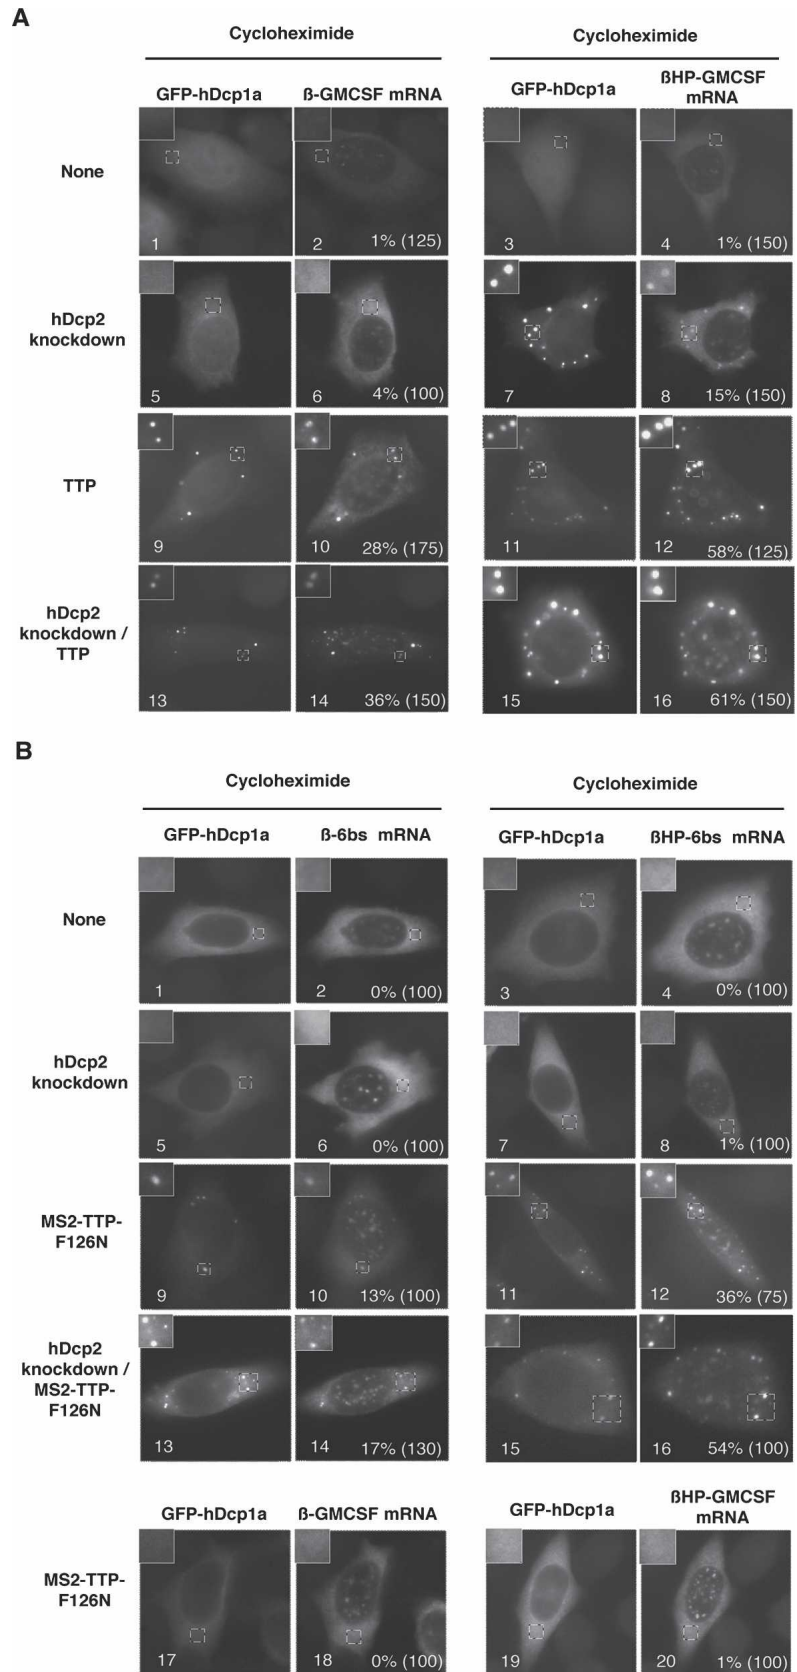 A
Cycloheximide
Cycloheximide
GFP-hDcp1a
ß-GMCSF mRNA
GFP-hDcp1a
ßHP-GMCSF
mRNA
None
1
2
1% (125)
3
4
1% (150)
hDcp2
knockdown
5
6
4% (100)
7
8
15% (150)
TTP
9
10
28% (175)
11
12
58% (125)
hDcp2
knockdown /
TTP
13
14
36% (150)
15
16
61% (150)
B
Cycloheximide
Cycloheximide
GFP-hDcp1a
ß-6bs mRNA
GFP-hDcp1a
ßHP-6bs mRNA
None
1
2
0% (100)
3
4
0% (100)
hDcp2
knockdown
5
6
0% (100)
7
8
1% (100)
MS2-TTP-
F126N
9
10
13% (100)
11
12
36% (75)
hDcp2
knockdown /
MS2-TTP-
F126N
13
14
17% (130)
15
16
54% (100)
GFP-hDcp1a
ß-GMCSF mRNA
GFP-hDcp1a
ßHP-GMCSF
mRNA
MS2-TTP-
F126N
17
18
0% (100)
19
20
1% (100)